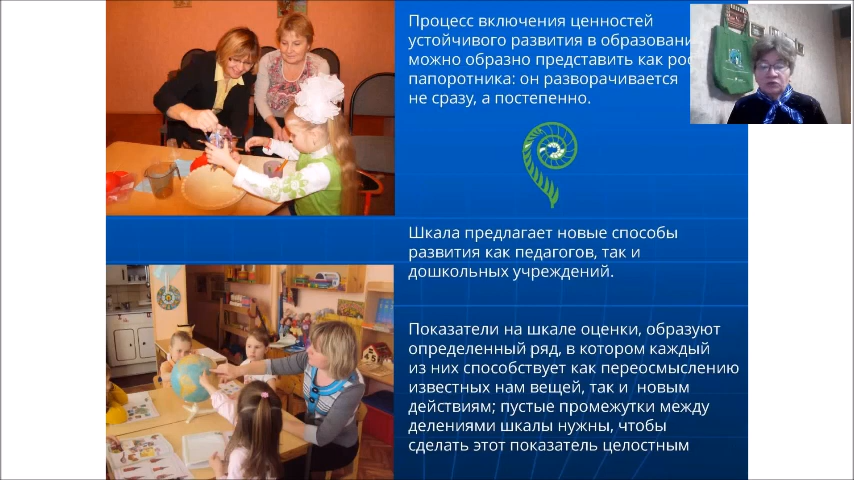 Процесс включения ценностей
устойчивого развития в
можно образно представить как
папоротника: он разворачивается
не сразу, а постепенно.
Шкала предлагает новые способы
развития как педагогов, так и
дошкольных учреждений.
Показатели на шкале оценки, образуют
определенный ряд, в котором каждый
из них способствует как переосмыслению
известных нам вещей, так и новым
действиям; пустые промежутки между
делениями шкалы нужны, чтобы
сделать этот показатель целостным